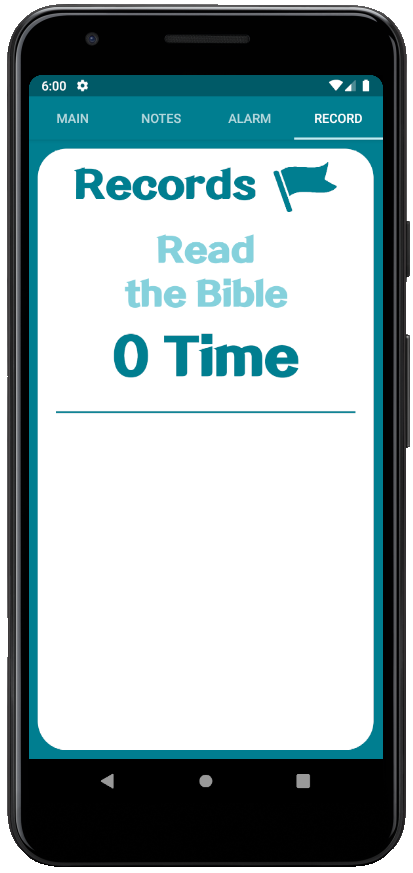 6:00
MAIN NOTES ALARM RECORD
Records
Read
the Bible
0 Time